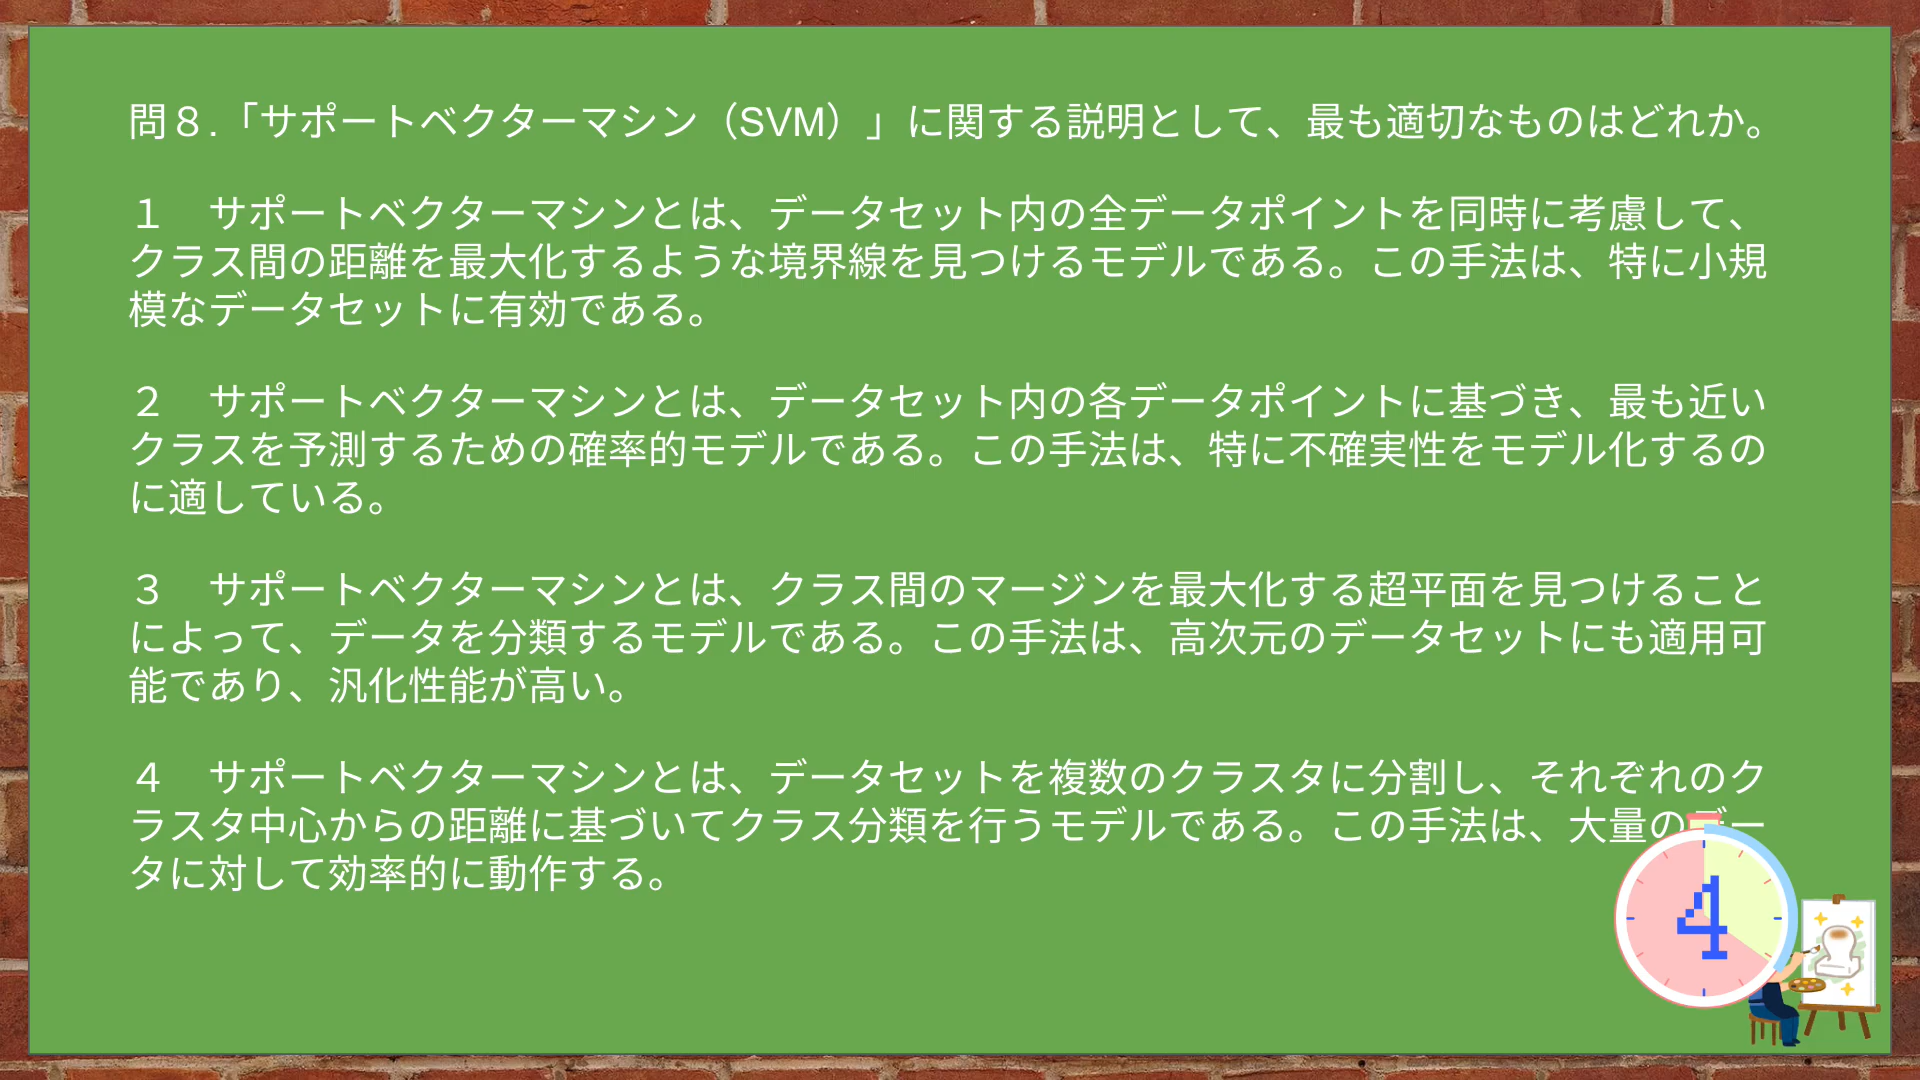 問８.「サポートベクターマシン（SVM）」に関する説明として、最も適切なものはどれか。
１　サポートベクターマシンとは、データセット内の全データポイントを同時に考慮して、
クラス間の距離を最大化するような境界線を見つけるモデルである。この手法は、特に小規
模なデータセットに有効である。
２　サポートベクターマシンとは、データセット内の各データポイントに基づき、最も近い
クラスを予測するための確率的モデルである。この手法は、特に不確実性をモデル化するの
に適している。
３　サポートベクターマシンとは、クラス間のマージンを最大化する超平面を見つけること
によって、データを分類するモデルである。この手法は、高次元のデータセットにも適用可
能であり、汎化性能が高い。
４　サポートベクターマシンとは、データセットを複数のクラスタに分割し、それぞれのク
ラスタ中心からの距離に基づいてクラス分類を行うモデルである。この手法は、大量のデー
タに対して効率的に動作する。
4